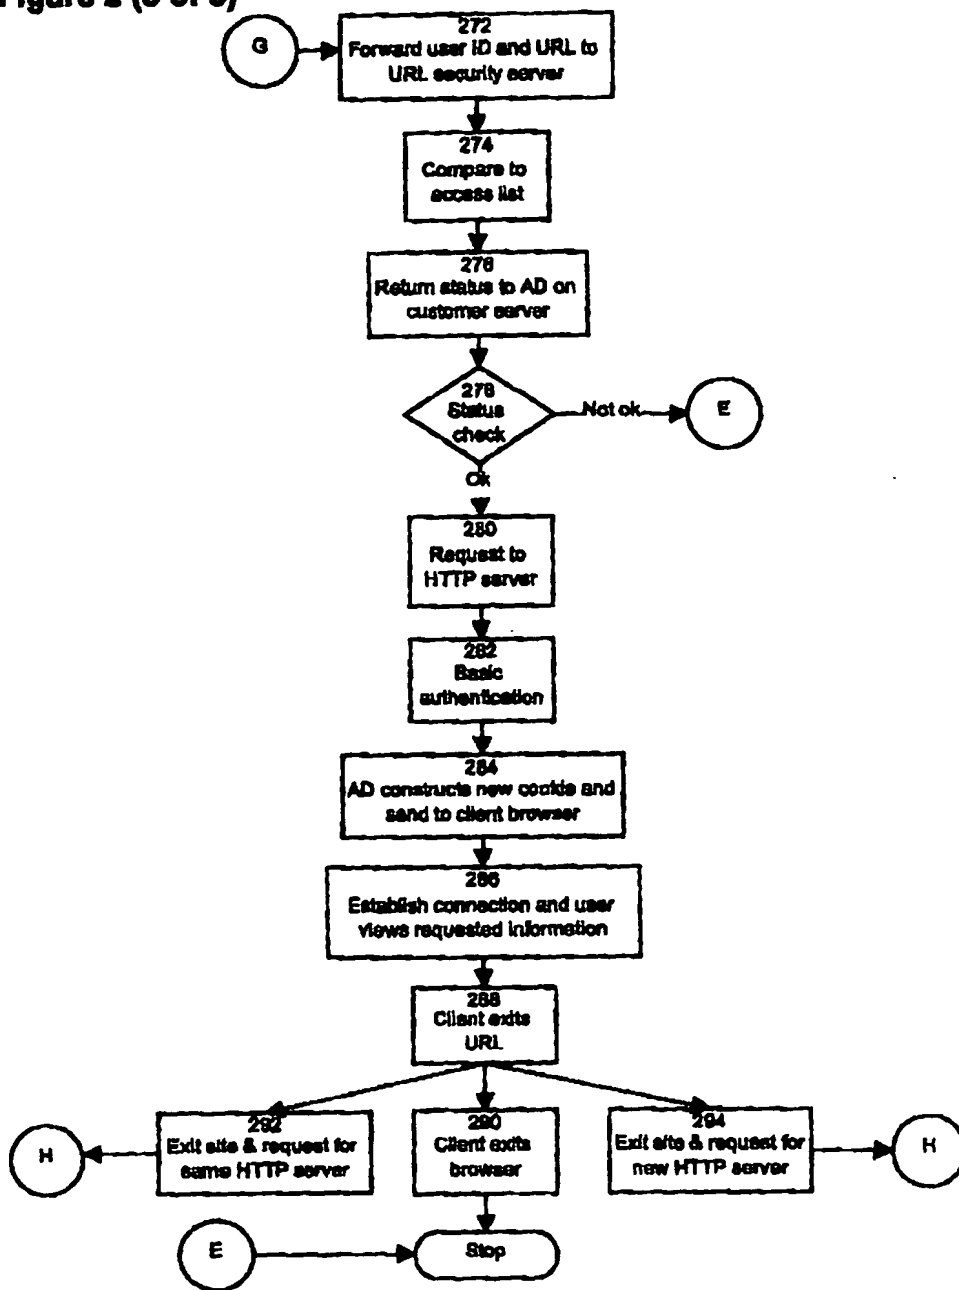 Figure 2 (3 of 3)
G
272
Forward user ID and URL to
URL security server
274
Compare to
access list
276
Return status to AD on
customer server
278
Status
check
Not ok
E
Ok
280
Request to
HTTP server
282
Basic
authentication
284
AD constructs new cookie and
send to client browser
286
Establish connection and user
views requested information
288
Client exits
URL
H
292
Exit site & request for
same HTTP server
290
Client exits
browser
294
Exit site & request for
new HTTP server
H
E
Stop